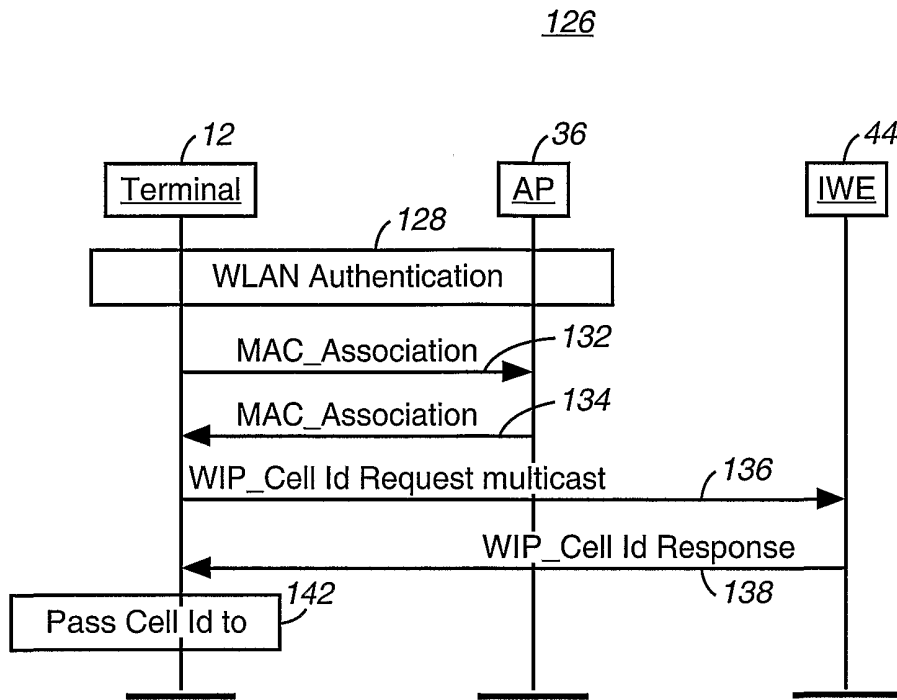 126
12
36
44
Terminal
AP
IWE
128
WLAN Authentication
MAC_Association
132
MAC_Association
134
WIP_Cell Id Request multicast
136
WIP_Cell Id Response
138
142
Pass Cell Id to